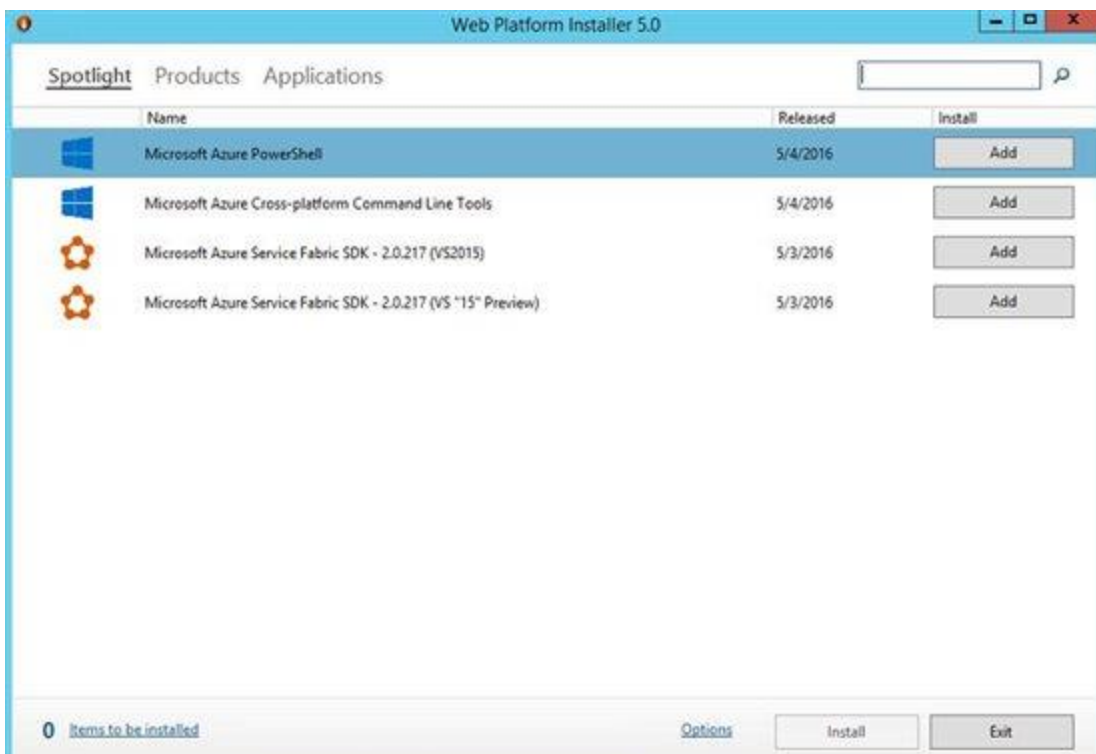 Web Platform Installer 5.0
Spotlight Products Applications
Name Released Install
Microsoft Azure PowerShell 5/4/2016 Add
Microsoft Azure Cross-platform Command Line Tools 5/4/2016 Add
Microsoft Azure Service Fabric SDK - 2.0.217 (VS2015) 5/3/2016 Add
Microsoft Azure Service Fabric SDK - 2.0.217 (VS "15" Preview) 5/3/2016 Add
0 Items to be installed Options Install Exit